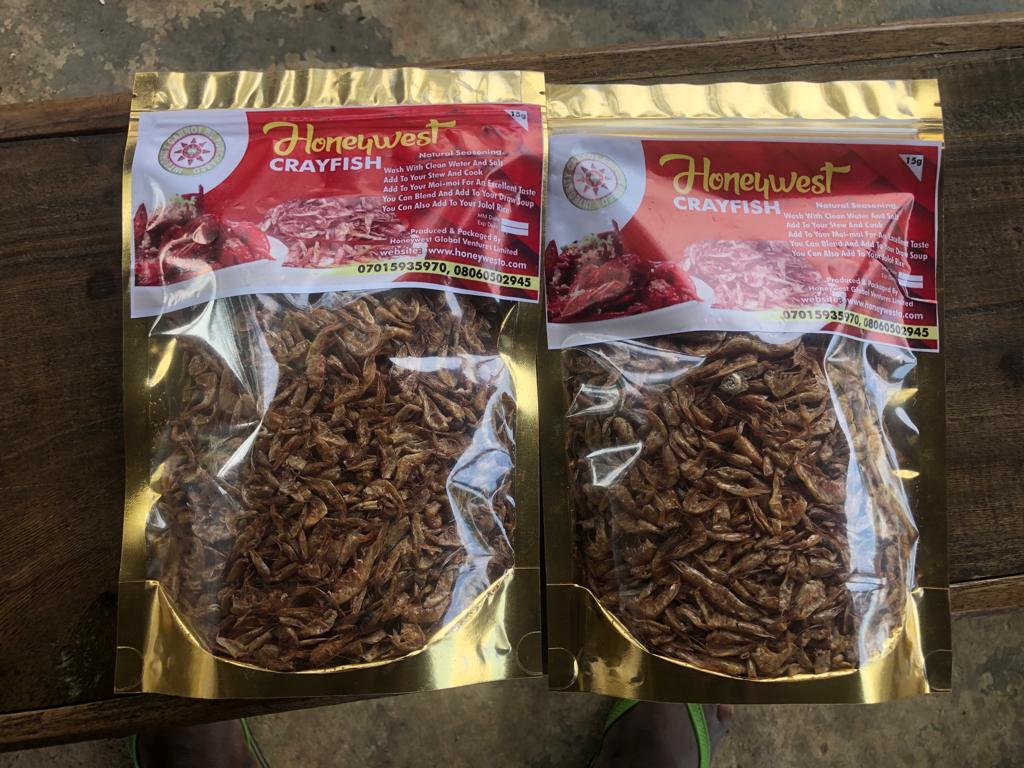 15g
Honeywest
CRAYFISH
Natural Seasoning.
Wash With Clean Water And Salt
Add To Your Stew And Cook
Add To Your Moi-moi For An Excellent Taste
You Can Blend And Add To Your Draw Soup
You Can Also Add To Your Jolof Rice
Mfd Date
Exp Date
Produced & Packaged By
Honeywest Global Ventures Limited
website: www.honeywesto.com
07015935970, 08060502945
15g
Honeywest
CRAYFISH
Natural Seasoning.
Wash With Clean Water And Salt
Add To Your Stew And Cook
Add To Your Moi-moi For An Excellent Taste
You Can Blend And Add To Your Draw Soup
You Can Also Add To Your Jolof Rice
Produced & Packaged By
Honeywest Global Ventures Limited
website: www.honeywesto.com
07015935970, 08060502945